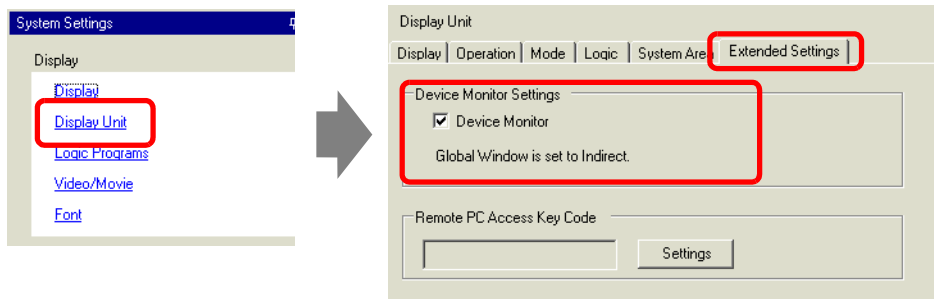 System Settings
Display
Display
Display Unit
Logic Programs
Video/Movie
Font
Display Unit
Display Operation Mode Logic System Area Extended Settings
Device Monitor Settings
Device Monitor
Global Window is set to Indirect.
Remote PC Access Key Code
Settings